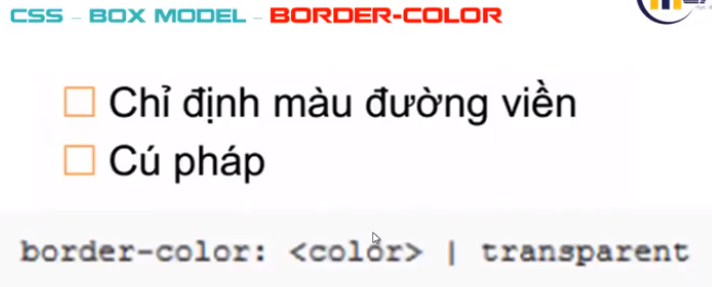 CSS - BOX MODEL - BORDER-COLOR
Chỉ định màu đường viền
Cú pháp
border-color: <color> | transparent